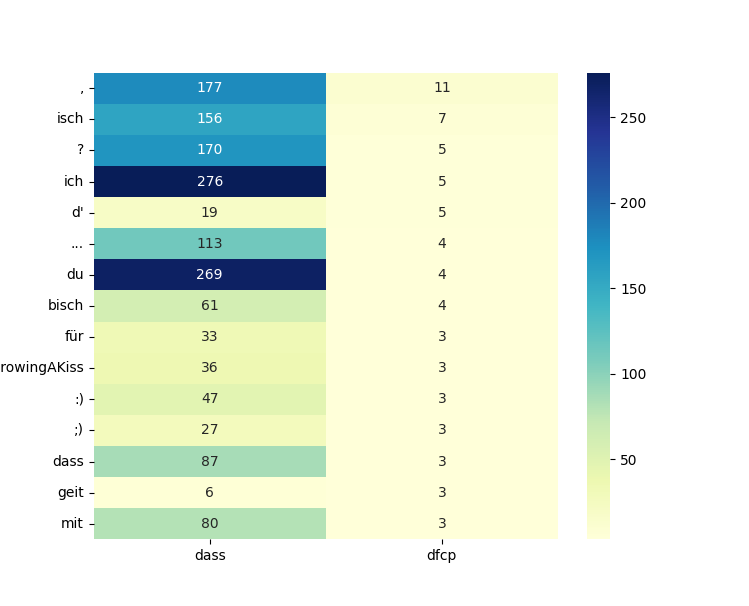 , 177 11
isch 156 7
? 170 5
ich 276 5
d' 19 5
... 113 4
du 269 4
bisch 61 4
für 33 3
rowingAKiss 36 3
:) 47 3
;) 27 3
dass 87 3
geit 6 3
mit 80 3
dass dfcp
250
200
150
100
50